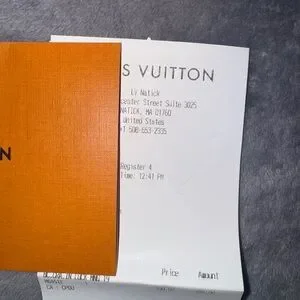 S VUITTON
LV Natick
cester Street Suite 3025
NATICK, MA 01760
United States
+1 508-653-2335
Register 4
Time: 12:41 PM
N
Price Amount